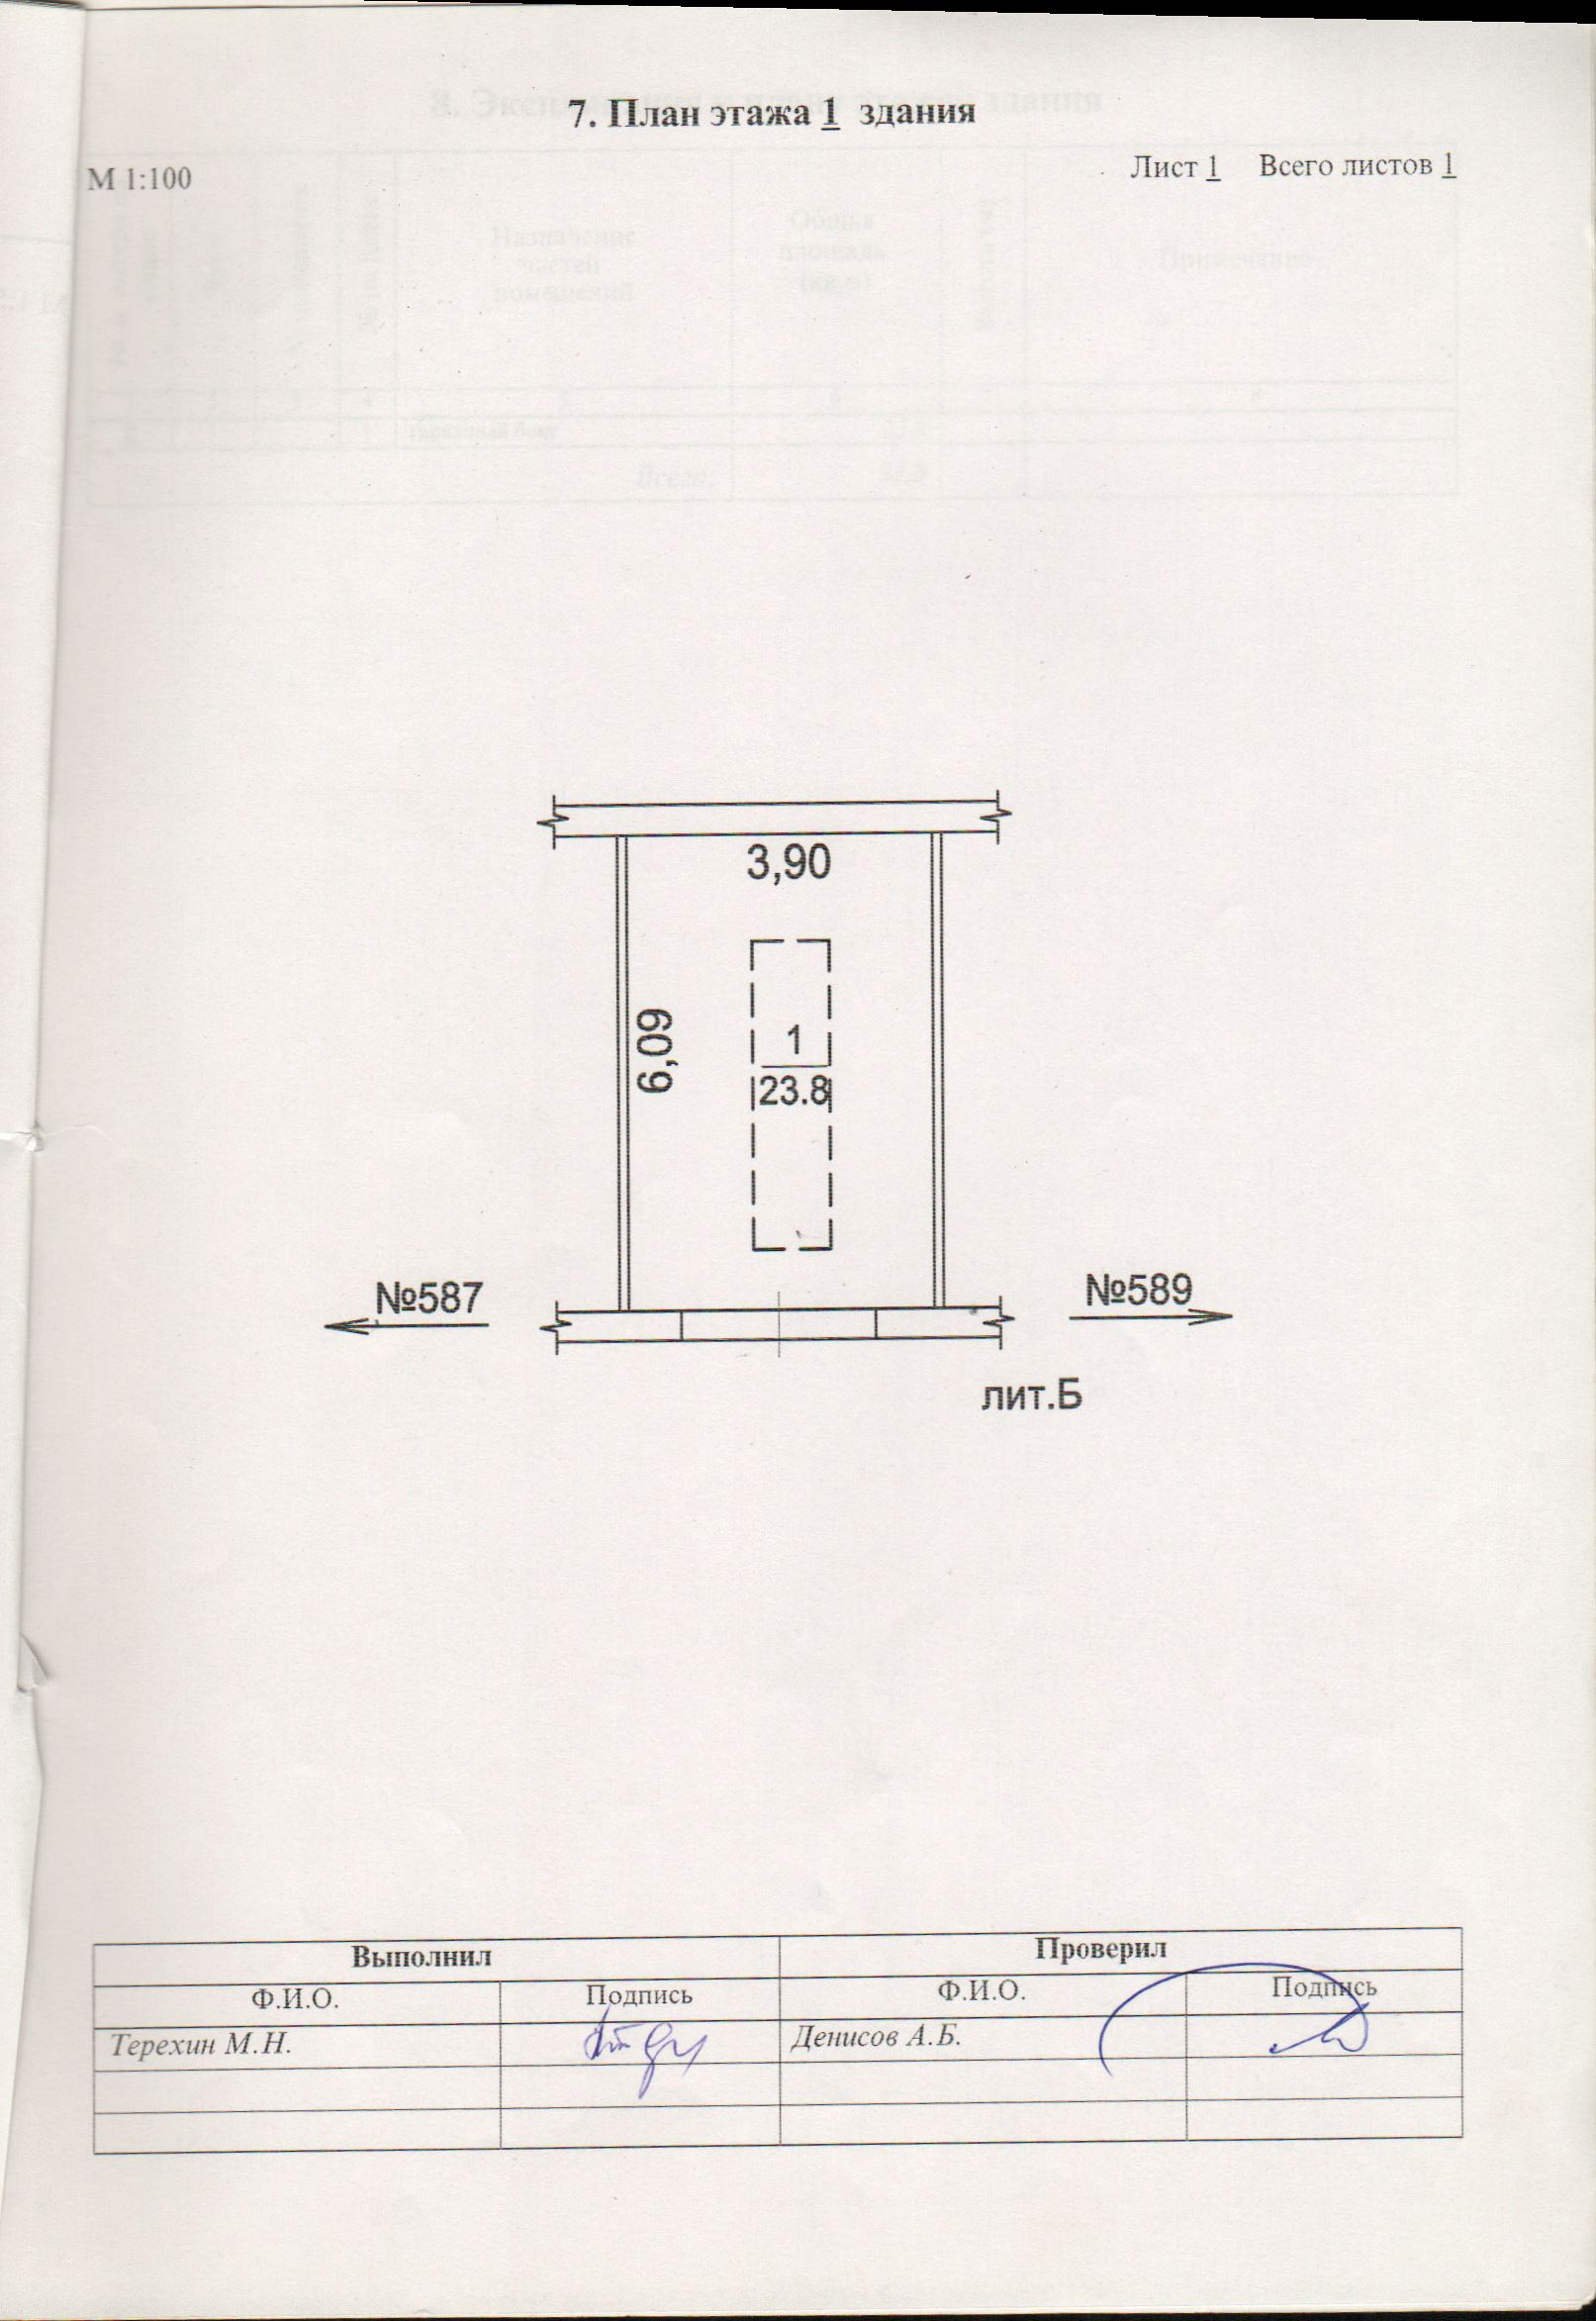 7. План этажа 1 здания
М 1:100
Лист 1 Всего листов 1
3,90
6,09
1
23.8
№587
№589
лит.Б
Выполнил Проверил
Ф.И.О. Подпись Ф.И.О. Подпись
Терехин М.Н. Денисов А.Б.